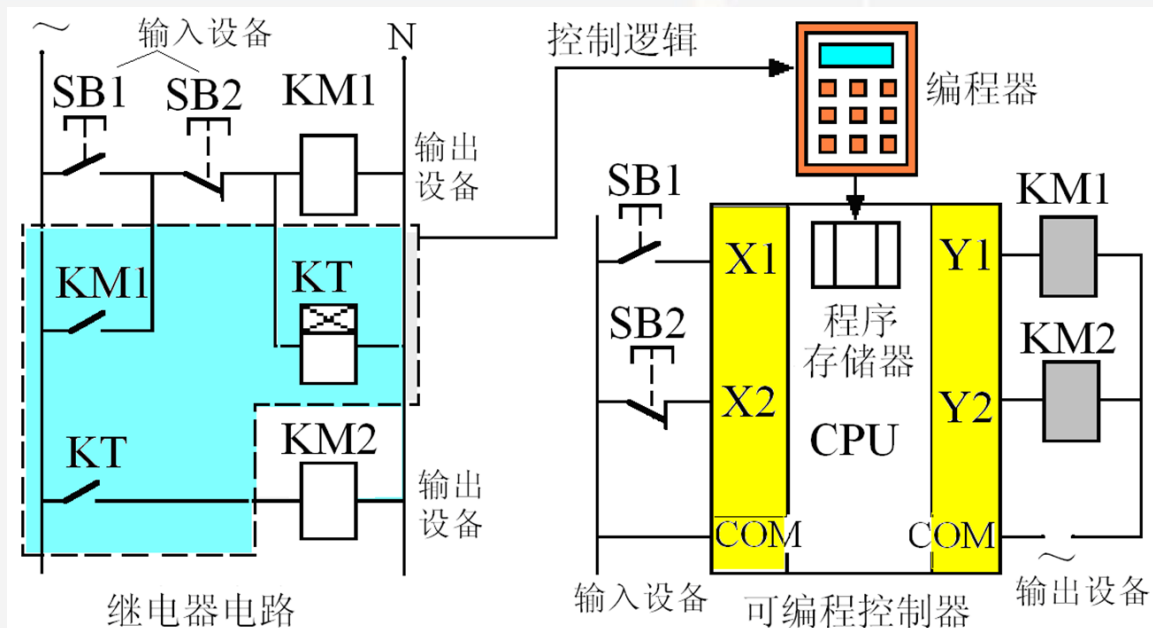 ～
输入设备
N
SB1
SB2
KM1
输出
设备
KM1
KT
KT
KM2
输出
设备
继电器电路
控制逻辑
编程器
SB1
SB2
X1
X2
COM
程序
存储器
CPU
Y1
Y2
COM
KM1
KM2
～
输入设备
可编程控制器
输出设备